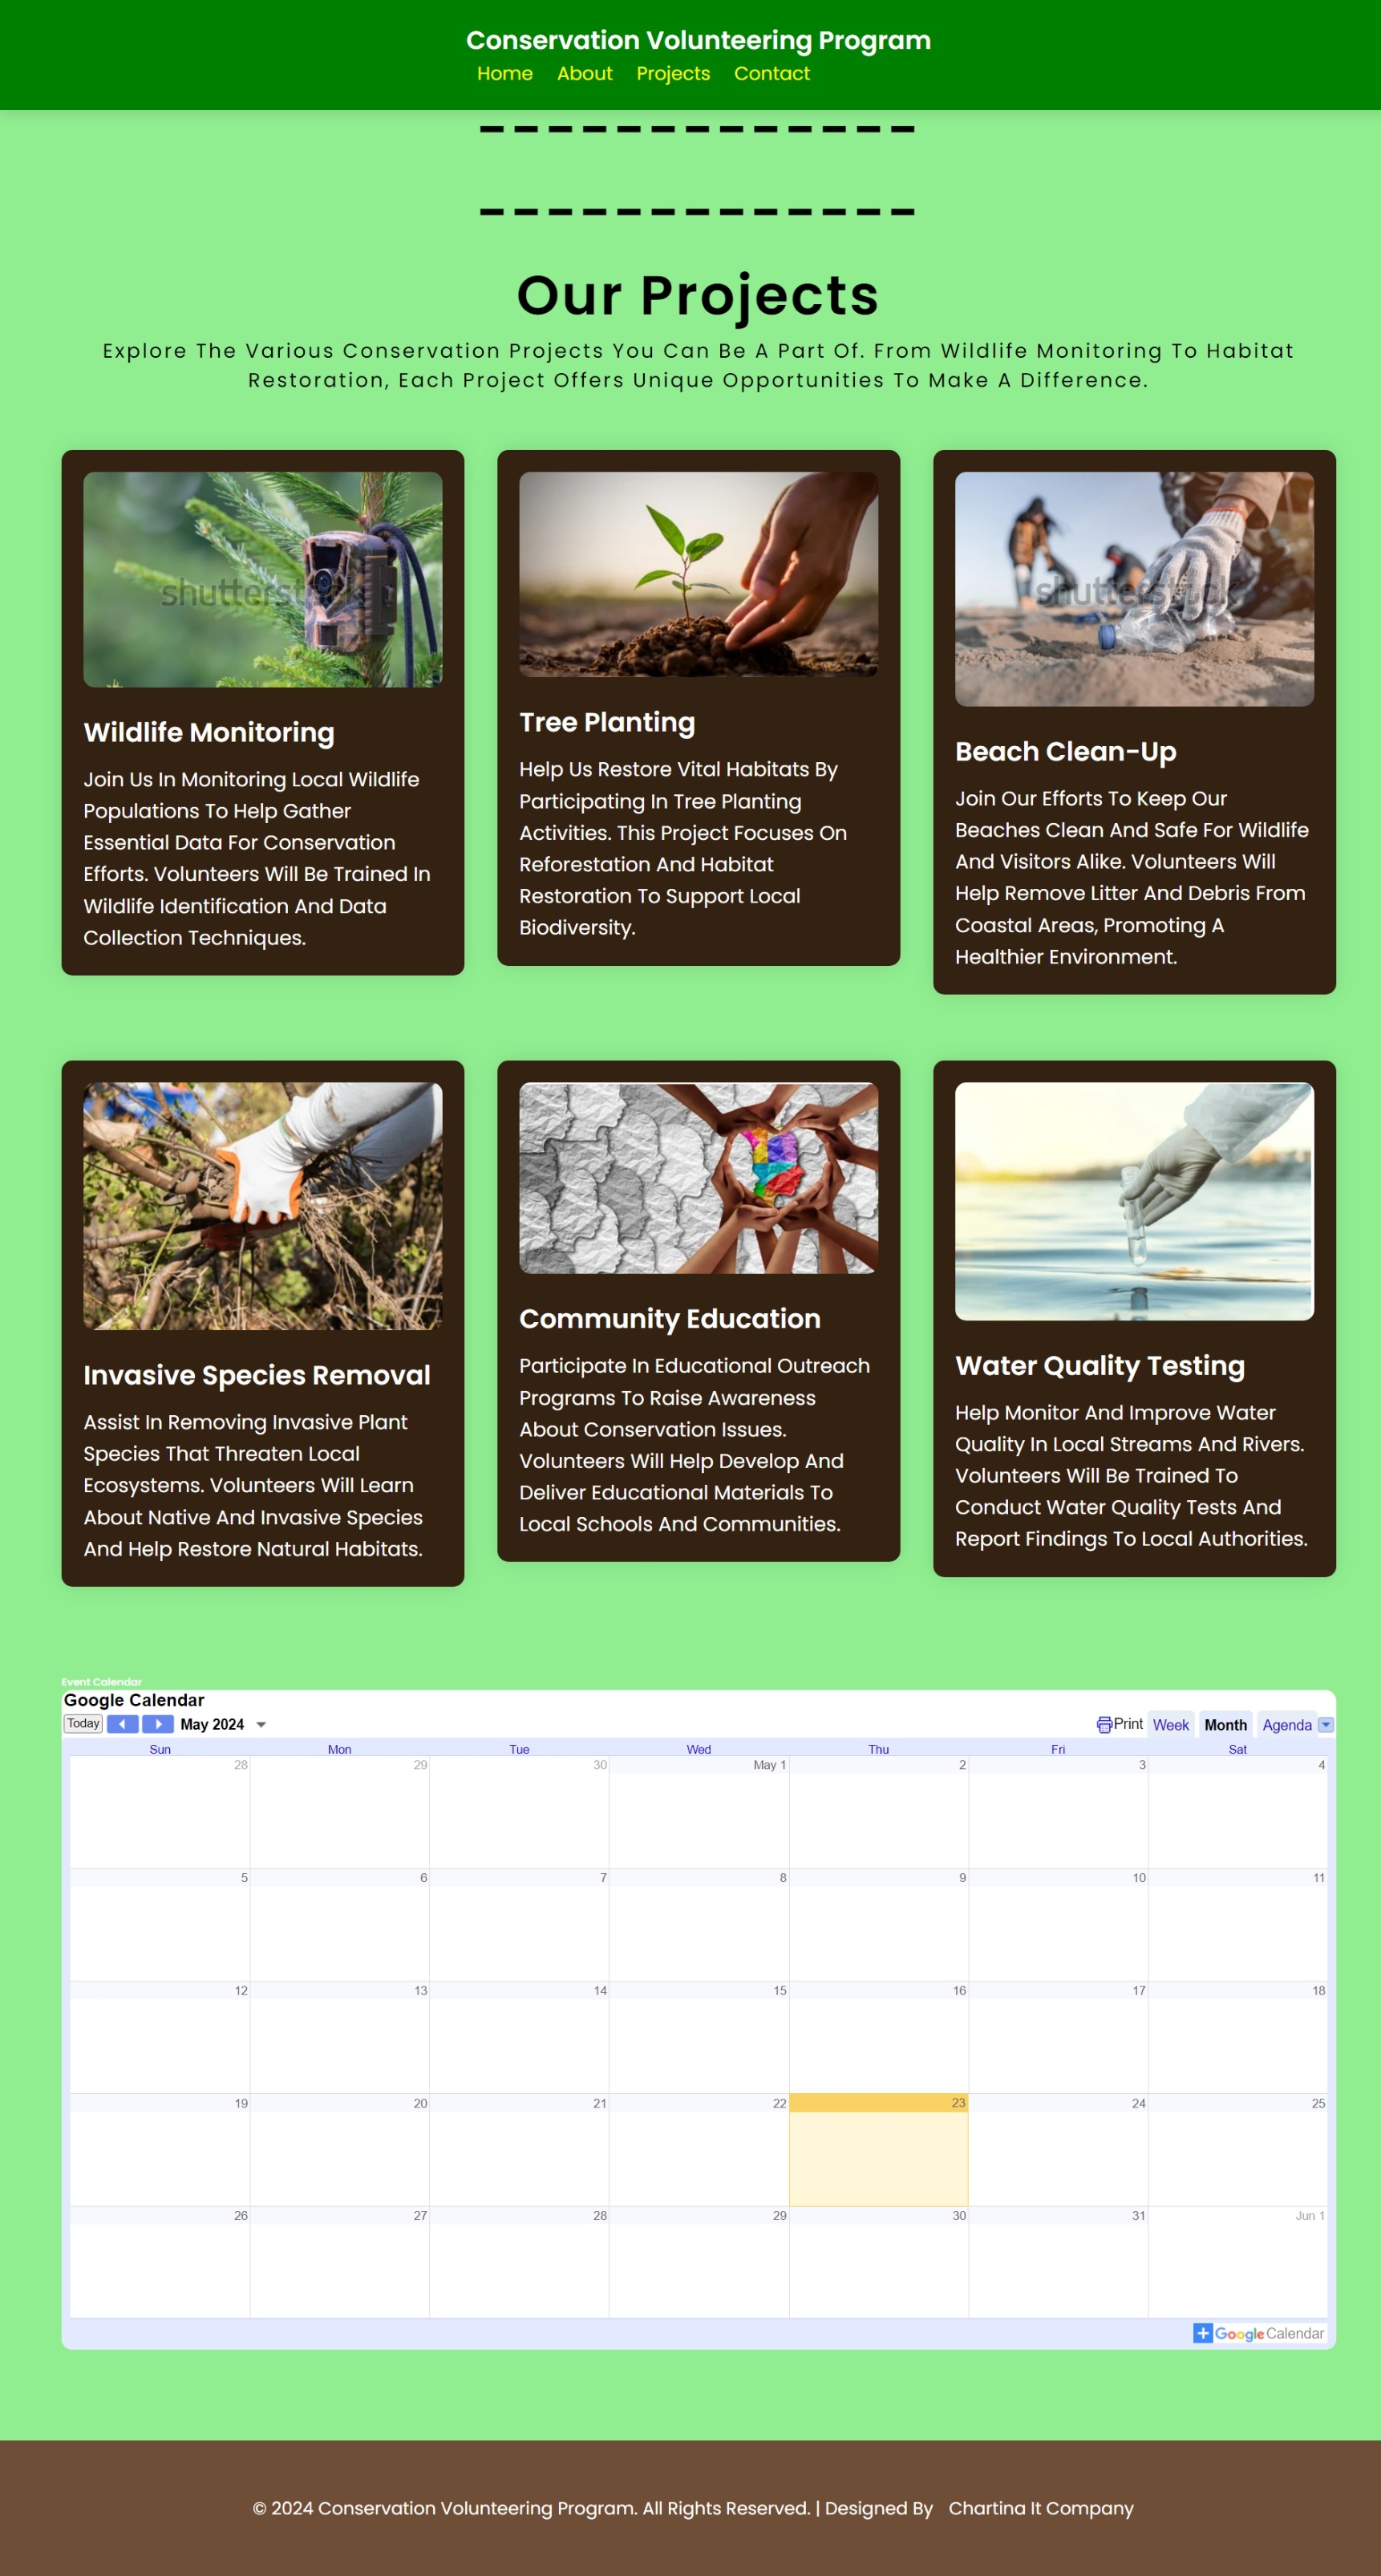 Conservation Volunteering Program
Home About Projects Contact
Our Projects
Explore The Various Conservation Projects You Can Be A Part Of. From Wildlife Monitoring To Habitat
Restoration, Each Project Offers Unique Opportunities To Make A Difference.
shutterstock
Wildlife Monitoring
Join Us In Monitoring Local Wildlife
Populations To Help Gather
Essential Data For Conservation
Efforts. Volunteers Will Be Trained In
Wildlife Identification And Data
Collection Techniques.
Tree Planting
Help Us Restore Vital Habitats By
Participating In Tree Planting
Activities. This Project Focuses On
Reforestation And Habitat
Restoration To Support Local
Biodiversity.
shutterstock
Beach Clean-Up
Join Our Efforts To Keep Our
Beaches Clean And Safe For Wildlife
And Visitors Alike. Volunteers Will
Help Remove Litter And Debris From
Coastal Areas, Promoting A
Healthier Environment.
Invasive Species Removal
Assist In Removing Invasive Plant
Species That Threaten Local
Ecosystems. Volunteers Will Learn
About Native And Invasive Species
And Help Restore Natural Habitats.
Community Education
Participate In Educational Outreach
Programs To Raise Awareness
About Conservation Issues.
Volunteers Will Help Develop And
Deliver Educational Materials To
Local Schools And Communities.
Water Quality Testing
Help Monitor And Improve Water
Quality In Local Streams And Rivers.
Volunteers Will Be Trained To
Conduct Water Quality Tests And
Report Findings To Local Authorities.
Event Calendar
Google Calendar
Today May 2024 Print Week Month Agenda
Sun Mon Tue Wed Thu Fri Sat
28 29 30 May 1 2 3 4
5 6 7 8 9 10 11
12 13 14 15 16 17 18
19 20 21 22 23 24 25
26 27 28 29 30 31 Jun 1
Google Calendar
© 2024 Conservation Volunteering Program. All Rights Reserved. | Designed By Chartina It Company